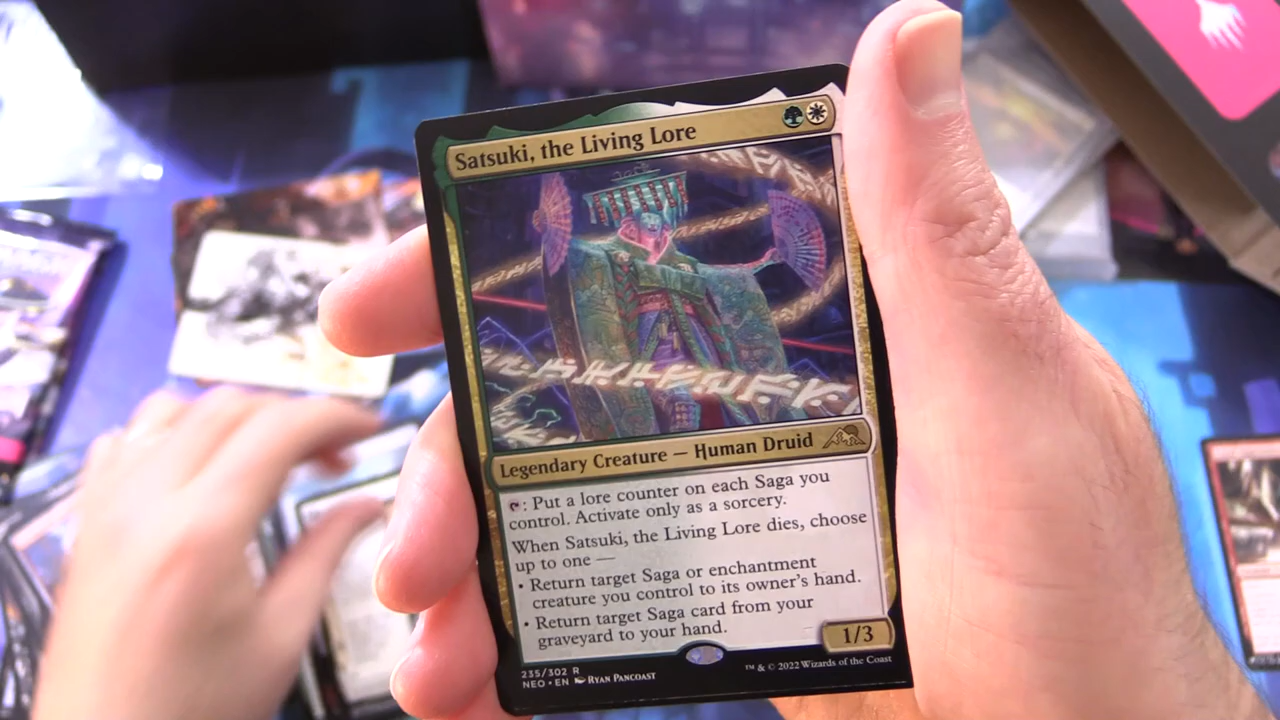 Satsuki, the Living Lore
Legendary Creature — Human Druid
: Put a lore counter on each Saga you
control. Activate only as a sorcery.
When Satsuki, the Living Lore dies, choose
up to one —
• Return target Saga or enchantment
creature you control to its owner's hand.
• Return target Saga card from your
graveyard to your hand.
1/3
235/302 R
NEO • EN Ryan Pancoast
™ & © 2022 Wizards of the Coast